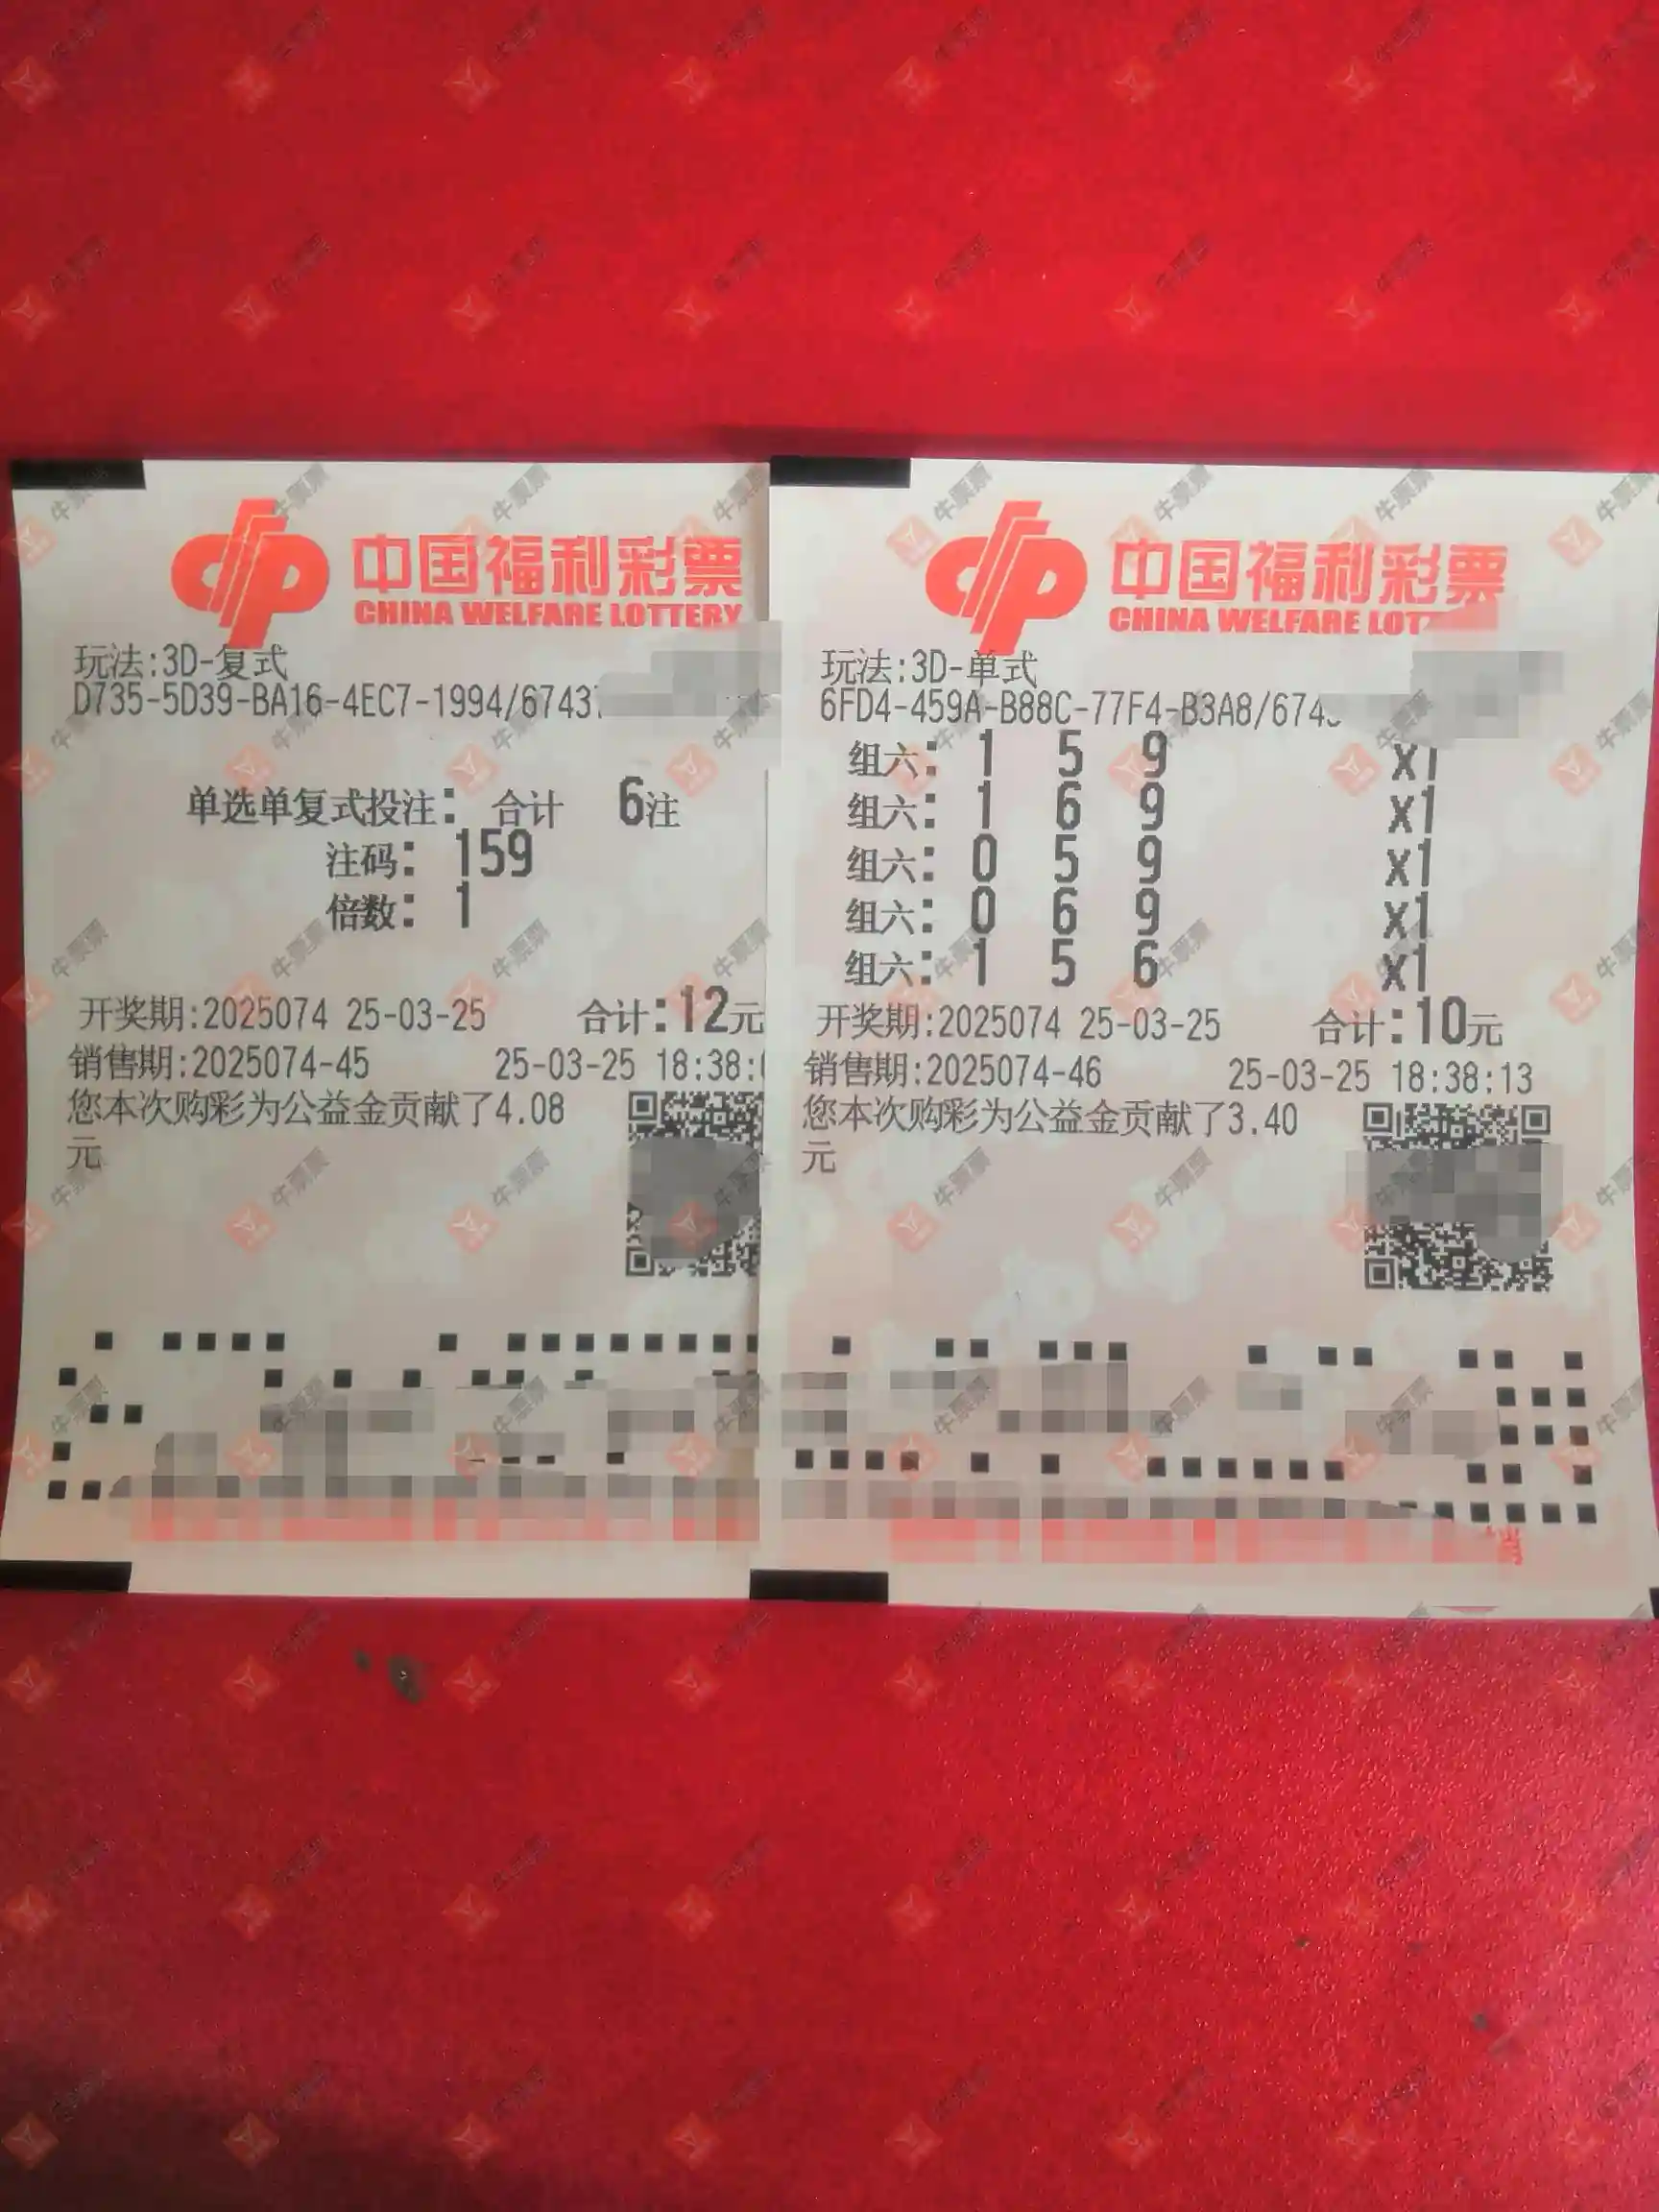 中国福利彩票
CHINA WELFARE LOTTERY
玩法:3D-复式
D735-5D39-BA16-4EC7-1994/67437
单选单复式投注: 合计 6注
注码: 159
倍数: 1
开奖期:2025074 25-03-25 合计:12元
销售期:2025074-45 25-03-25 18:38:
您本次购彩为公益金贡献了4.08
元
中国福利彩票
CHINA WELFARE LOT
玩法:3D-单式
6FD4-459A-B88C-77F4-B3A8/674
组六: 1 5 9 X1
组六: 1 6 9 X1
组六: 0 5 9 X1
组六: 0 6 9 X1
组六: 1 5 6 X1
开奖期:2025074 25-03-25 合计:10元
销售期:2025074-46 25-03-25 18:38:13
您本次购彩为公益金贡献了3.40
元
牛票票